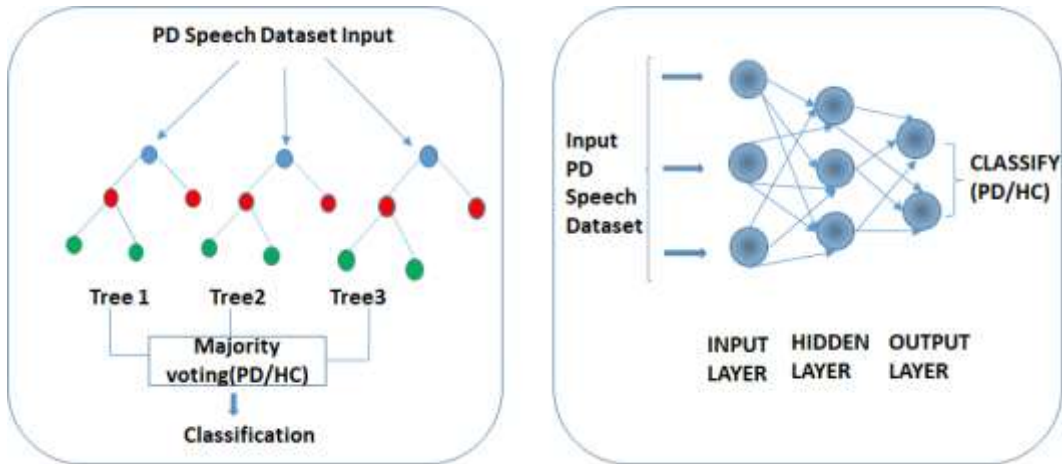 PD Speech Dataset Input
Tree 1
Tree2
Tree3
Majority
voting(PD/HC)
Classification
Input
PD
Speech
Dataset
CLASSIFY
(PD/HC)
INPUT
LAYER
HIDDEN
LAYER
OUTPUT
LAYER